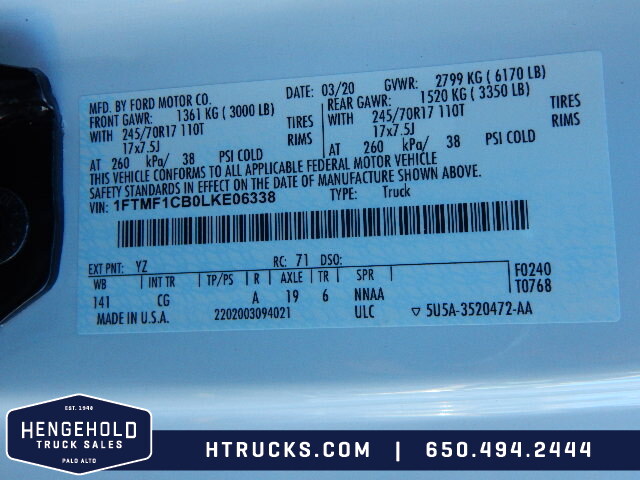 MFD. BY FORD MOTOR CO. DATE: 03/20 GVWR: 2799 KG ( 6170 LB)
FRONT GAWR: 1361 KG ( 3000 LB) REAR GAWR: 1520 KG ( 3350 LB)
WITH 245/70R17 110T TIRES WITH 245/70R17 110T TIRES
17x7.5J RIMS 17x7.5J RIMS
AT 260 kPa/ 38 PSI COLD AT 260 kPa/ 38 PSI COLD
THIS VEHICLE CONFORMS TO ALL APPLICABLE FEDERAL MOTOR VEHICLE
SAFETY STANDARDS IN EFFECT ON THE DATE OF MANUFACTURE SHOWN ABOVE.
VIN: 1FTMF1CB0LKE06338 TYPE: Truck
EXT PNT: YZ RC: 71 DSO:
WB INT TR TP/PS R AXLE TR SPR F0240
141 CG A 19 6 NNAA T0768
MADE IN U.S.A. 2202003094021 ULC ▽ 5U5A-3520472-AA
EST. 1940
HENGEHOLD
TRUCK SALES
PALO ALTO
HTRUCKS.COM | 650.494.2444